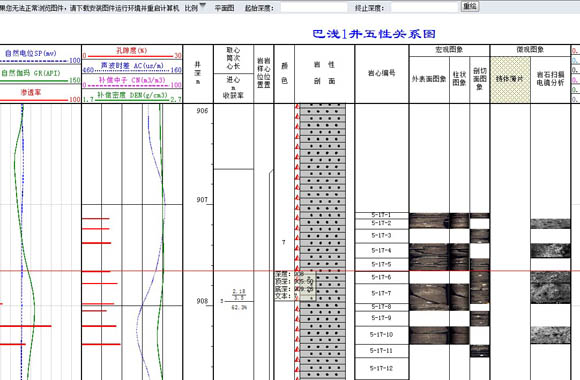 果您无法正常浏览图件，请下载安装图件运行环境并重启计算机 比例 平面图 起始深度: 终止深度: 重绘
巴浅1井五性关系图
自然电位SP(mv)
100
自然伽玛 GR(API)
100
渗透率
100
孔隙度(%)
0 30
声波时差 AC(us/m)
460 160
补偿中子 CN(m3/m3)
0 100
补偿密度 DEN(g/cm3)
1.7 2.7
井深
m
取心
筒次
心长
进心
m
收获率
岩样位置
岩心位置
颜色
岩性
剖面
岩心编号
宏观图象
外表面图象
柱状图象
剖切面图象
微观图象
铸体薄片
岩石扫描
电镜分析
906
907
908
7
5
2.18
3.5
62.3%
深度: 908
顶深: 905.60
底深: 909.28
文本:
5-17-1
5-17-2
5-17-3
5-17-4
5-17-5
5-17-6
5-17-7
5-17-8
5-17-9
5-17-10
5-17-11
5-17-12